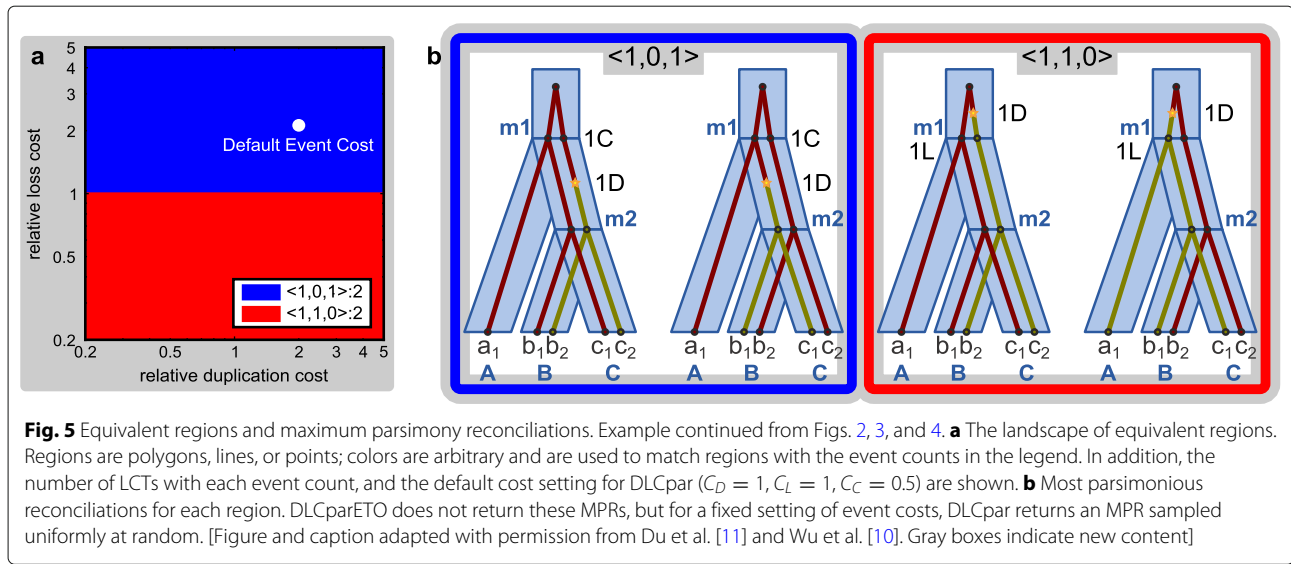 a
5
4
3
2
1
0.5
0.2
relative loss cost
Default Event Cost
<1,0,1>:2
<1,1,0>:2
0.2 0.5 1 2 3 4 5
relative duplication cost
b
<1,0,1>
m1 1C
1D
m2
a1 b1b2 c1c2
A B C
m1 1C
1D
m2
a1 b1b2 c1c2
A B C
<1,1,0>
1D
m1
1L
m2
a1 b1b2 c1c2
A B C
1D
m1
1L
m2
a1 b1b2 c1c2
A B C
Fig. 5 Equivalent regions and maximum parsimony reconciliations. Example continued from Figs. 2, 3, and 4. a The landscape of equivalent regions.
Regions are polygons, lines, or points; colors are arbitrary and are used to match regions with the event counts in the legend. In addition, the
number of LCTs with each event count, and the default cost setting for DLCpar (C_D = 1, C_L = 1, C_C = 0.5) are shown. b Most parsimonious
reconciliations for each region. DLCparETO does not return these MPRs, but for a fixed setting of event costs, DLCpar returns an MPR sampled
uniformly at random. [Figure and caption adapted with permission from Du et al. [11] and Wu et al. [10]. Gray boxes indicate new content]